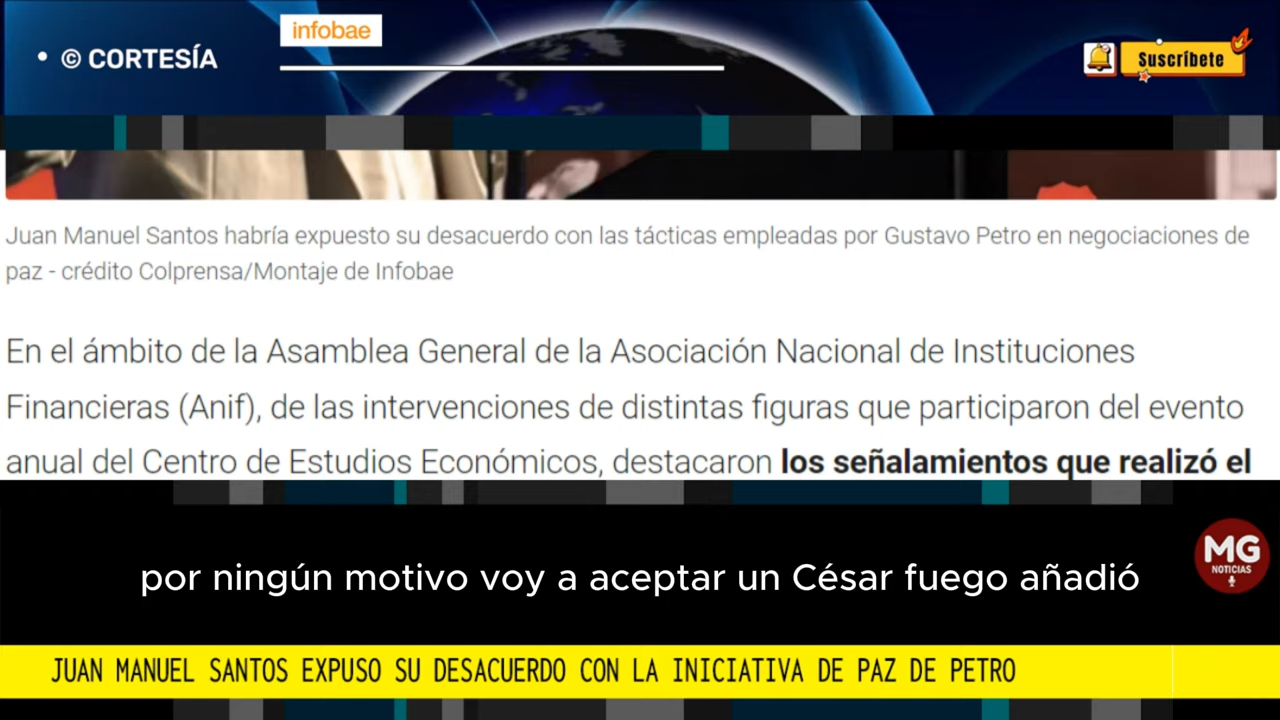 infobae
© CORTESÍA
Suscríbete
Juan Manuel Santos habría expuesto su desacuerdo con las tácticas empleadas por Gustavo Petro en negociaciones de
paz - crédito Colprensa/Montaje de Infobae
En el ámbito de la Asamblea General de la Asociación Nacional de Instituciones
Financieras (Anif), de las intervenciones de distintas figuras que participaron del evento
anual del Centro de Estudios Económicos, destacaron los señalamientos que realizó el
MG
NOTICIAS
por ningún motivo voy a aceptar un César fuego añadió
JUAN MANUEL SANTOS EXPUSO SU DESACUERDO CON LA INICIATIVA DE PAZ DE PETRO